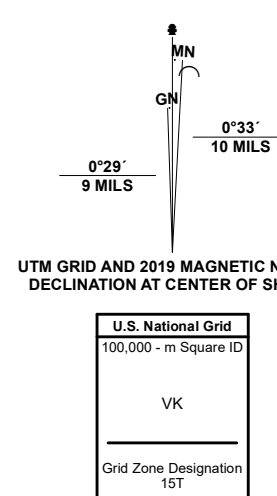 MN
GN
0°33´
10 MILS
0°29´
9 MILS
UTM GRID AND 2019 MAGNETIC
DECLINATION AT CENTER OF
U.S. National Grid
100,000 - m Square ID
VK
Grid Zone Designation
15T